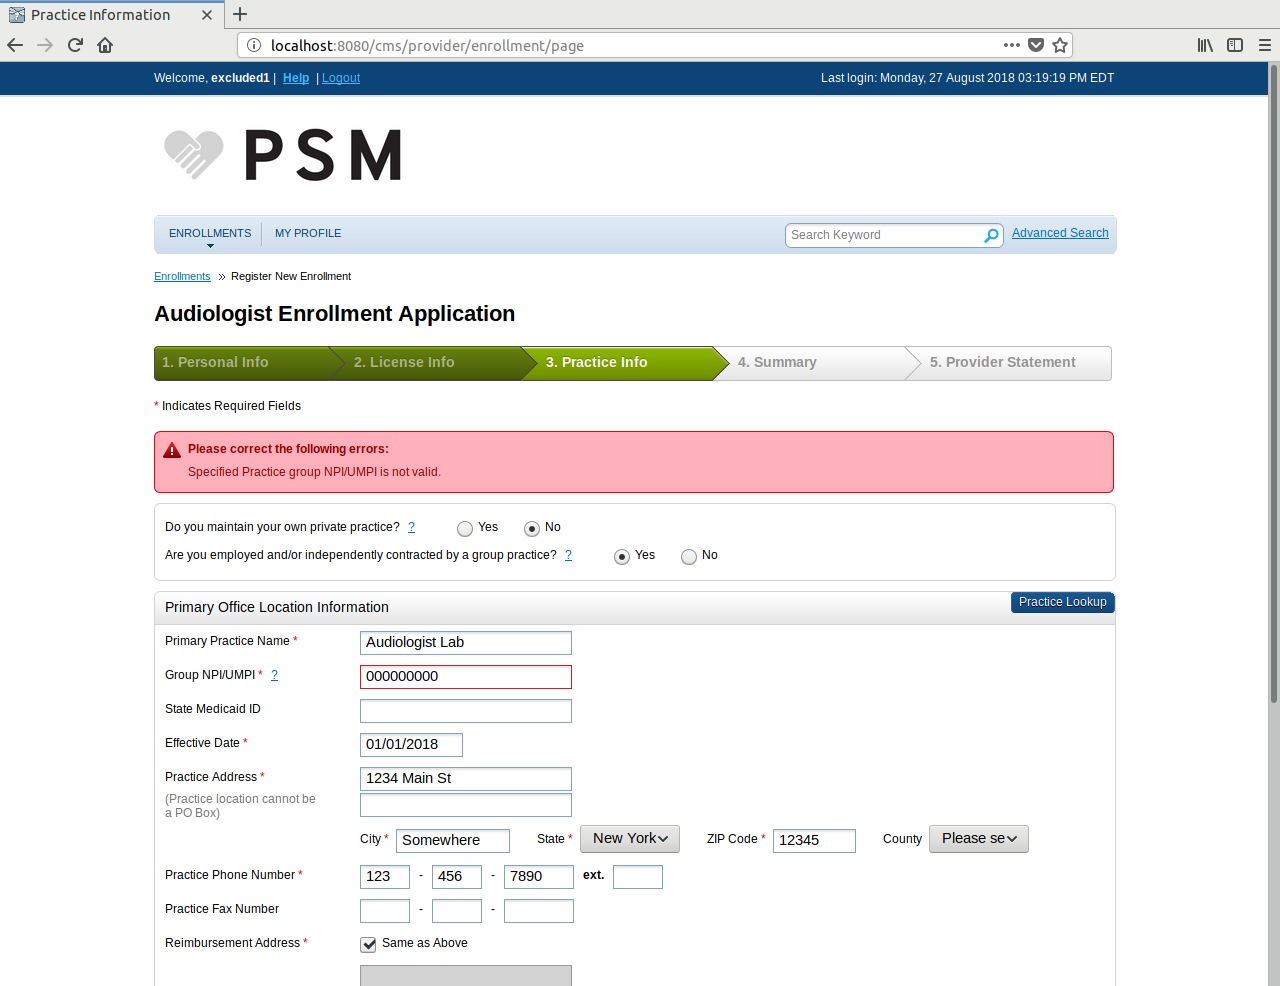 Practice Information
localhost:8080/cms/provider/enrollment/page
Welcome, excluded1 | Help | Logout
Last login: Monday, 27 August 2018 03:19:19 PM EDT
PSM
ENROLLMENTS
MY PROFILE
Search Keyword
Advanced Search
Enrollments » Register New Enrollment
Audiologist Enrollment Application
1. Personal Info
2. License Info
3. Practice Info
4. Summary
5. Provider Statement
* Indicates Required Fields
Please correct the following errors:
Specified Practice group NPI/UMPI is not valid.
Do you maintain your own private practice? ? Yes No
Are you employed and/or independently contracted by a group practice? ? Yes No
Primary Office Location Information
Practice Lookup
Primary Practice Name * Audiologist Lab
Group NPI/UMPI * ? 000000000
State Medicaid ID
Effective Date * 01/01/2018
Practice Address * 1234 Main St
(Practice location cannot be
a PO Box)
City * Somewhere State * New York ZIP Code * 12345 County Please se
Practice Phone Number * 123 - 456 - 7890 ext.
Practice Fax Number - -
Reimbursement Address * Same as Above